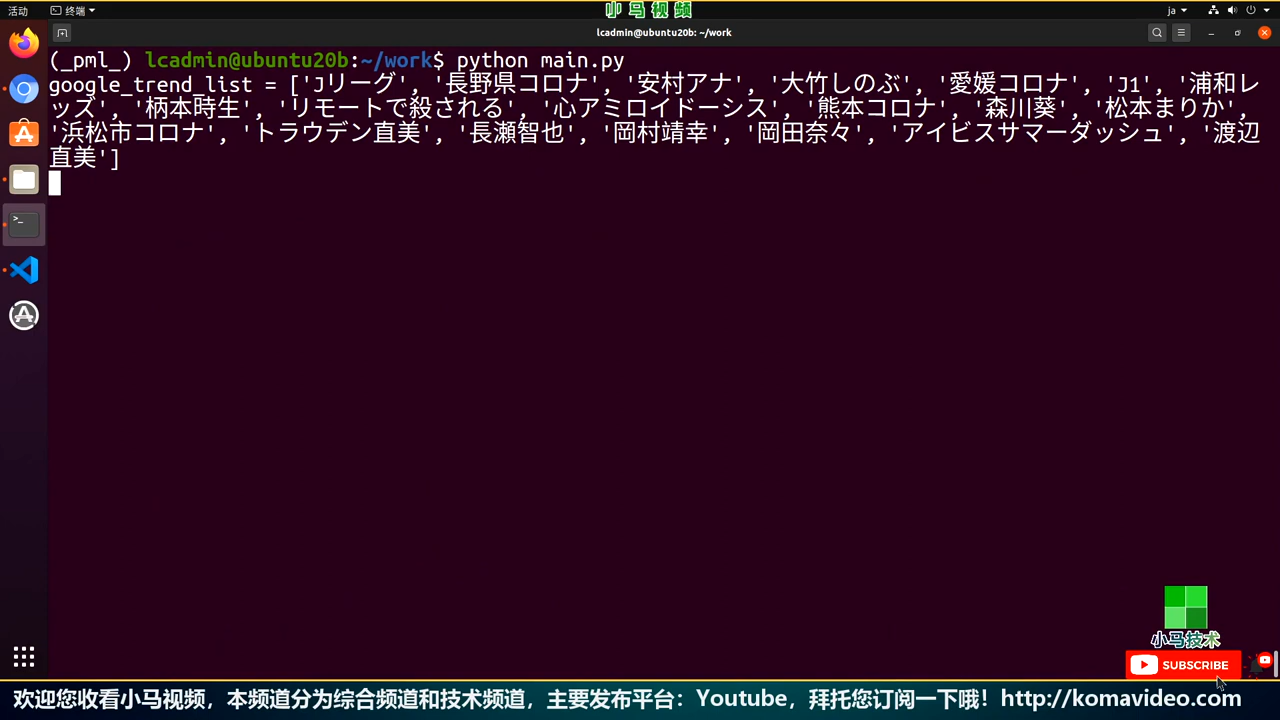 活动
终端
小马视频
ja
lcadmin@ubuntu20b: ~/work
(_pml_) lcadmin@ubuntu20b:~/work$ python main.py
google_trend_list = ['Jリーグ', '長野県コロナ', '安村アナ', '大竹しのぶ', '愛媛コロナ', 'J1', '浦和レ
ッズ', '柄本時生', 'リモートで殺される', '心アミロイドーシス', '熊本コロナ', '森川葵', '松本まりか',
'浜松市コロナ', 'トラウデン直美', '長瀬智也', '岡村靖幸', '岡田奈々', 'アイビスサマーダッシュ', '渡辺
直美']
小马技术
SUBSCRIBE
欢迎您收看小马视频，本频道分为综合频道和技术频道，主要发布平台：Youtube，拜托您订阅一下哦！http://komavideo.com